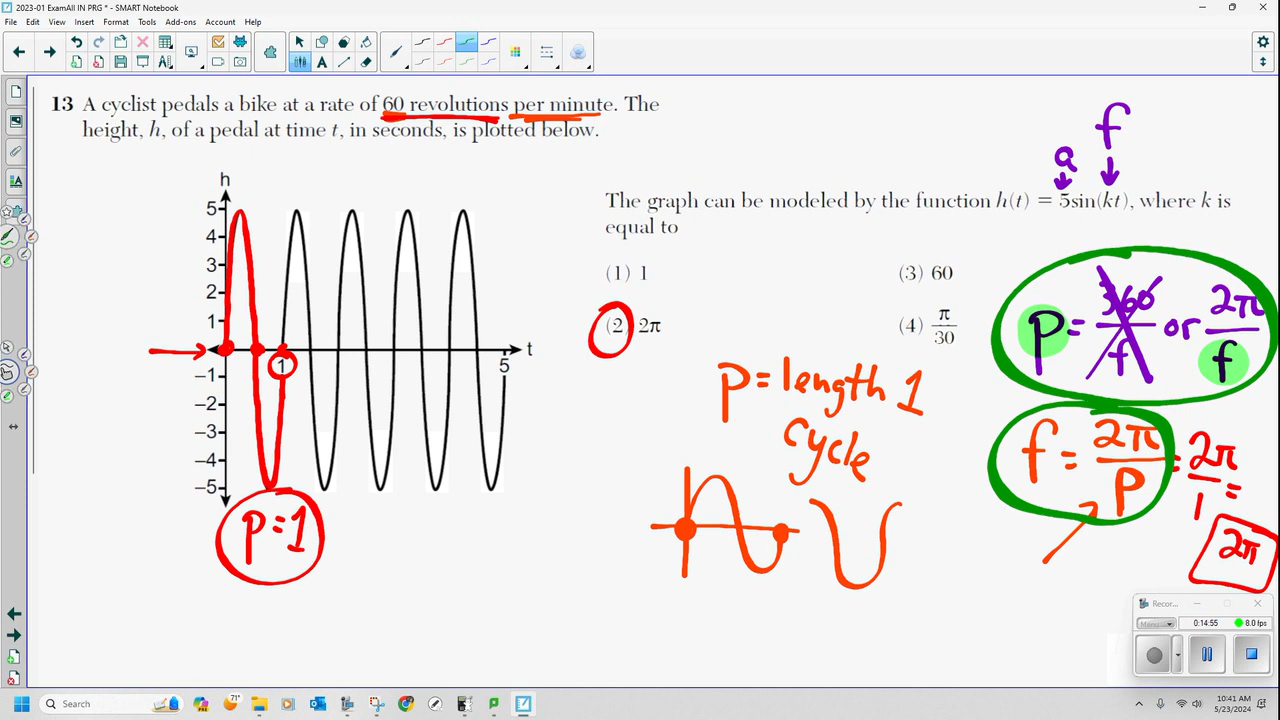 2023-01 ExamAll IN PRG * - SMART Notebook
File Edit View Insert Format Tools Add-ons Account Help
13 A cyclist pedals a bike at a rate of 60 revolutions per minute. The
height, h, of a pedal at time t, in seconds, is plotted below.
f
a
The graph can be modeled by the function h(t) = 5sin(kt), where k is
equal to
(1) 1
(3) 60
(2) 2π
(4) π/30
h
5
4
3
2
1
-1
-2
-3
-4
-5
1
5
t
p=1
p = length 1
cycle
p = 360/f or 2π/f
f = 2π/p = 2π/1 =
2π
Recor...
Menu
0:14:55
8.0 fps
Search
71°
10:41 AM
5/23/2024